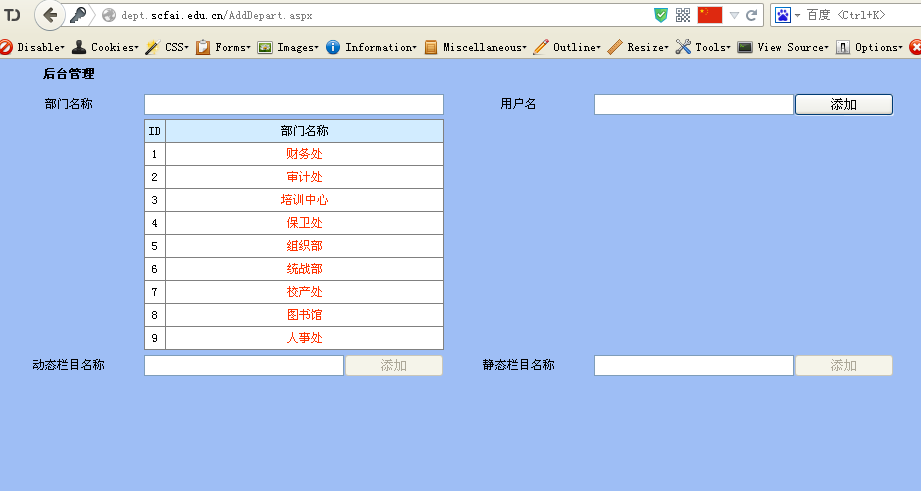 dept.scfai.edu.cn/AddDepart.aspx 百度 <Ctrl+K>
Disable Cookies CSS Forms Images Information Miscellaneous Outline Resize Tools View Source Options
后台管理
部门名称 用户名 添加
ID 部门名称
1 财务处
2 审计处
3 培训中心
4 保卫处
5 组织部
6 统战部
7 校产处
8 图书馆
9 人事处
动态栏目名称 添加 静态栏目名称 添加